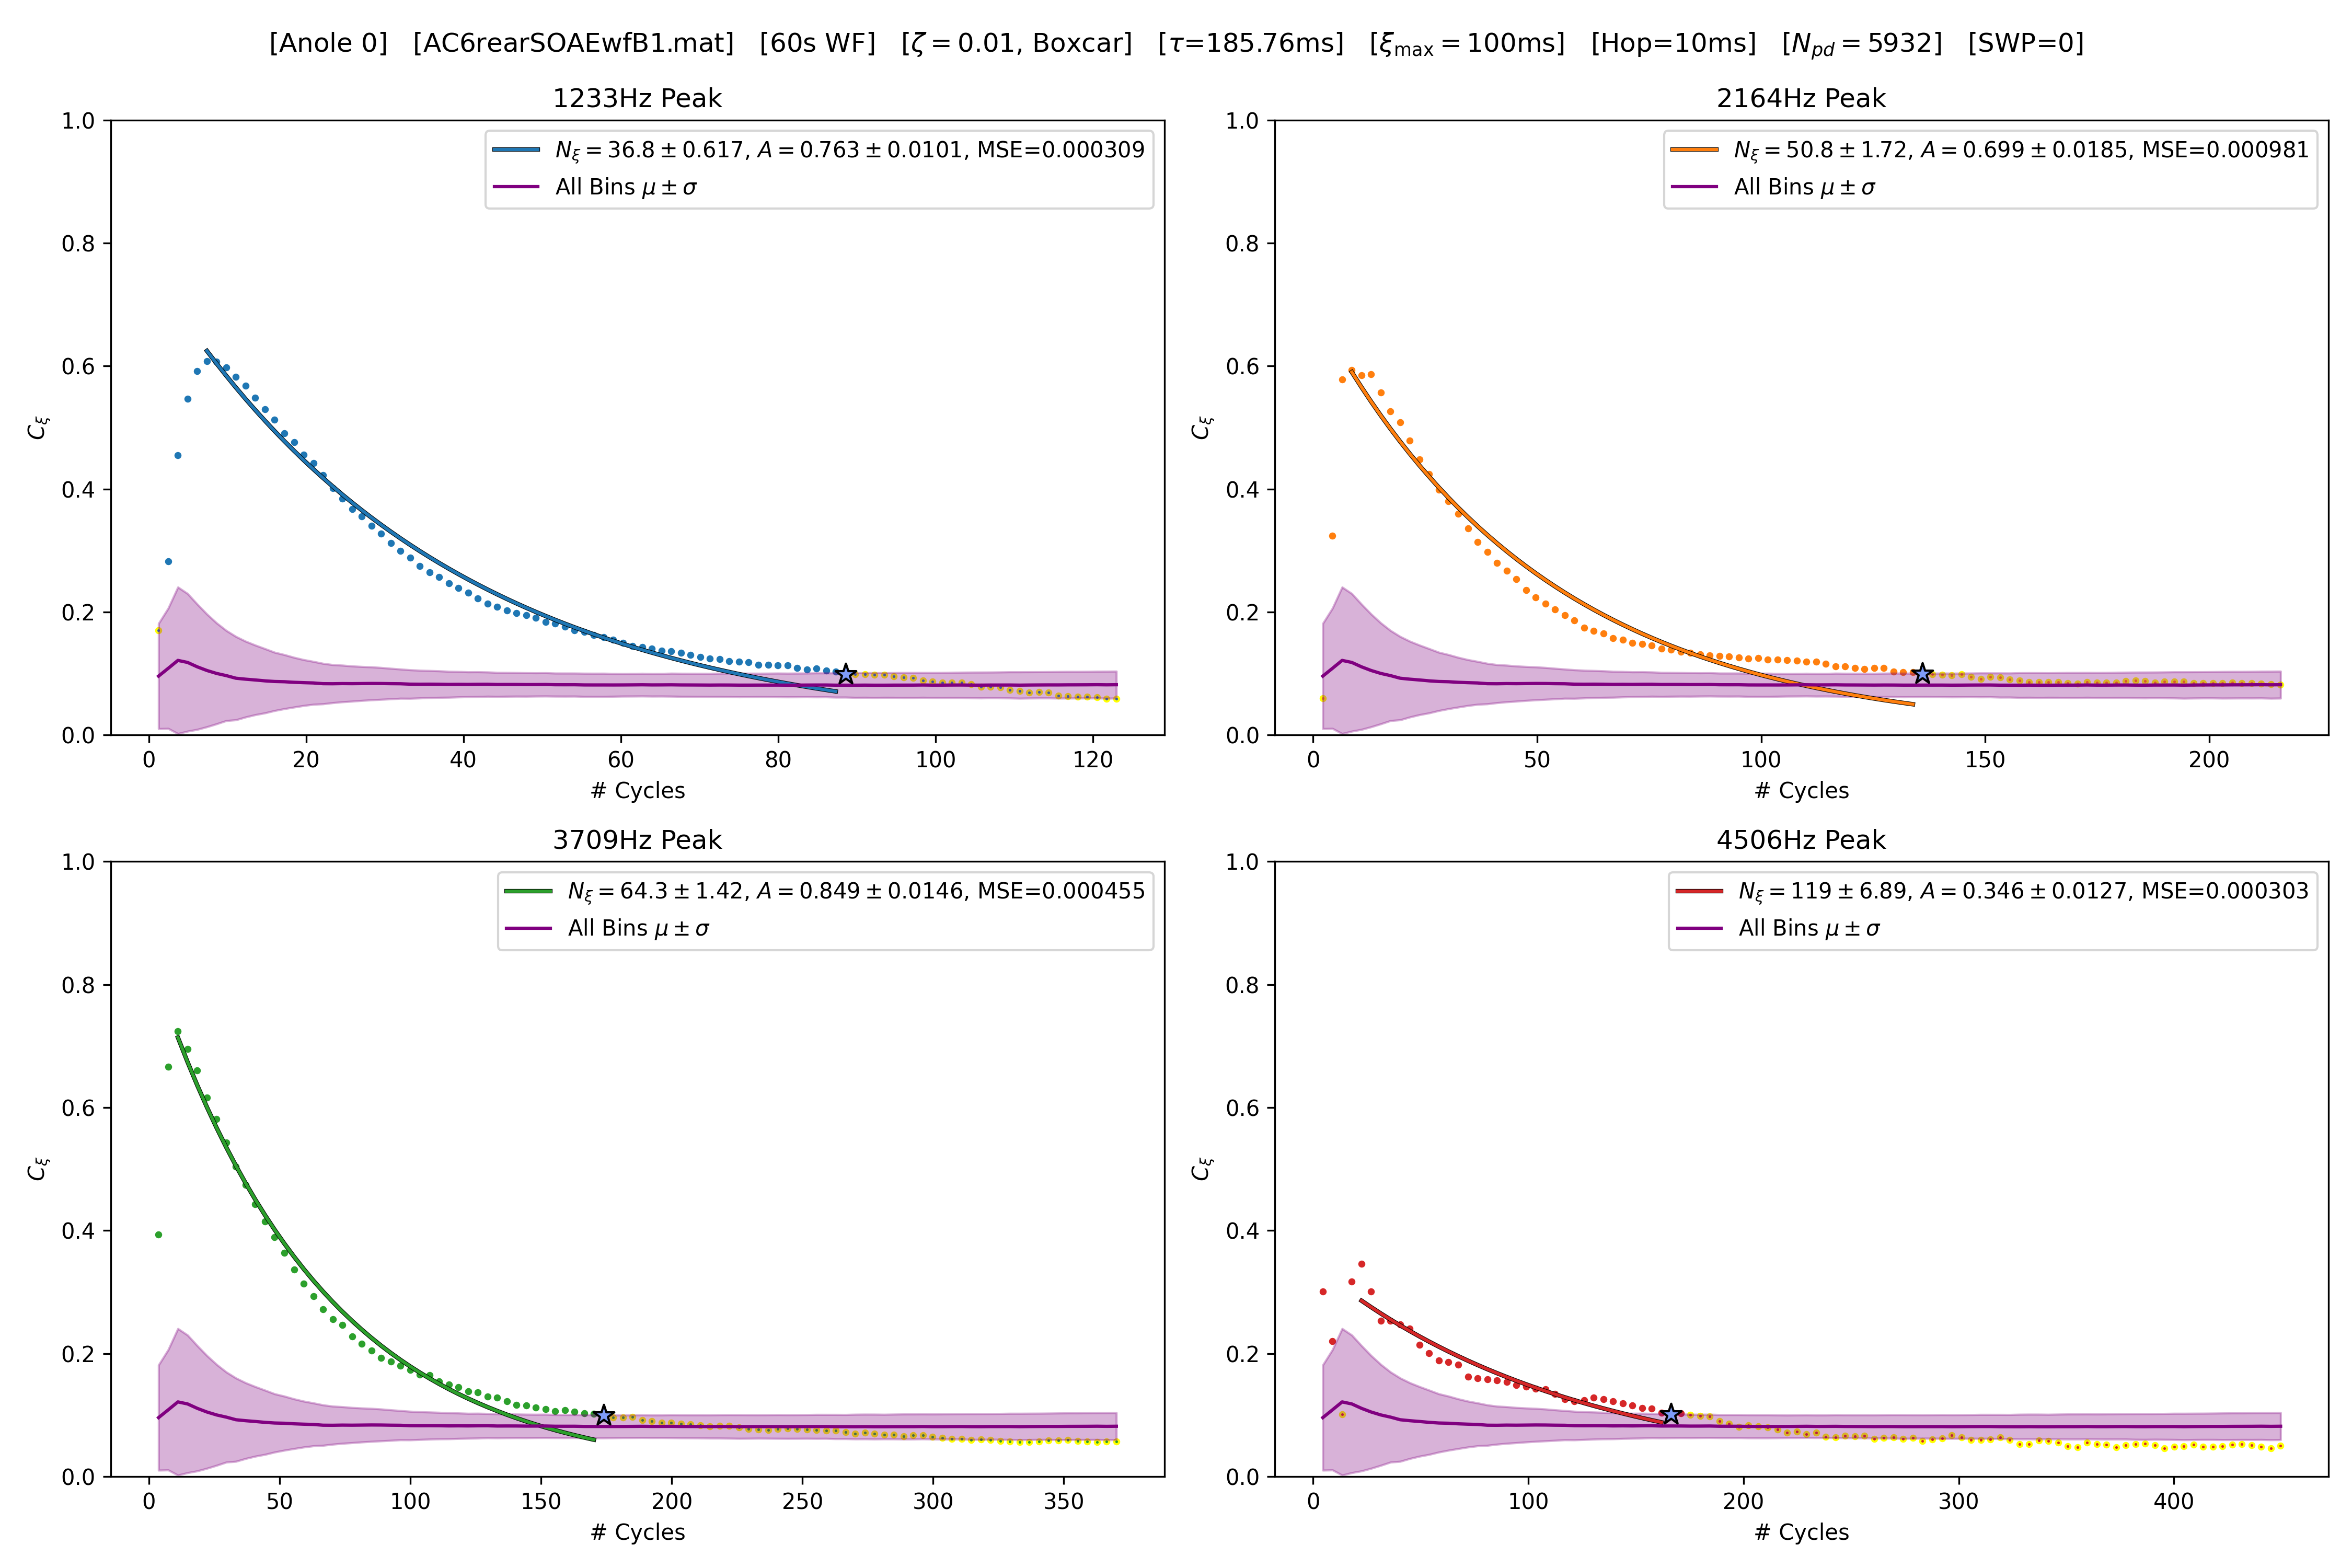 [Anole 0] [AC6rearSOAEwfB1.mat] [60s WF] [ζ = 0.01, Boxcar] [τ=185.76ms] [ξmax = 100ms] [Hop=10ms] [Npd = 5932] [SWP=0]
1233Hz Peak
1.0
0.8
0.6
0.4
0.2
0.0
Cξ
Nξ = 36.8 ± 0.617, A = 0.763 ± 0.0101, MSE=0.000309
All Bins μ ± σ
0 20 40 60 80 100 120
# Cycles
2164Hz Peak
1.0
0.8
0.6
0.4
0.2
0.0
Cξ
Nξ = 50.8 ± 1.72, A = 0.699 ± 0.0185, MSE=0.000981
All Bins μ ± σ
0 50 100 150 200
# Cycles
3709Hz Peak
1.0
0.8
0.6
0.4
0.2
0.0
Cξ
Nξ = 64.3 ± 1.42, A = 0.849 ± 0.0146, MSE=0.000455
All Bins μ ± σ
0 50 100 150 200 250 300 350
# Cycles
4506Hz Peak
1.0
0.8
0.6
0.4
0.2
0.0
Cξ
Nξ = 119 ± 6.89, A = 0.346 ± 0.0127, MSE=0.000303
All Bins μ ± σ
0 100 200 300 400
# Cycles